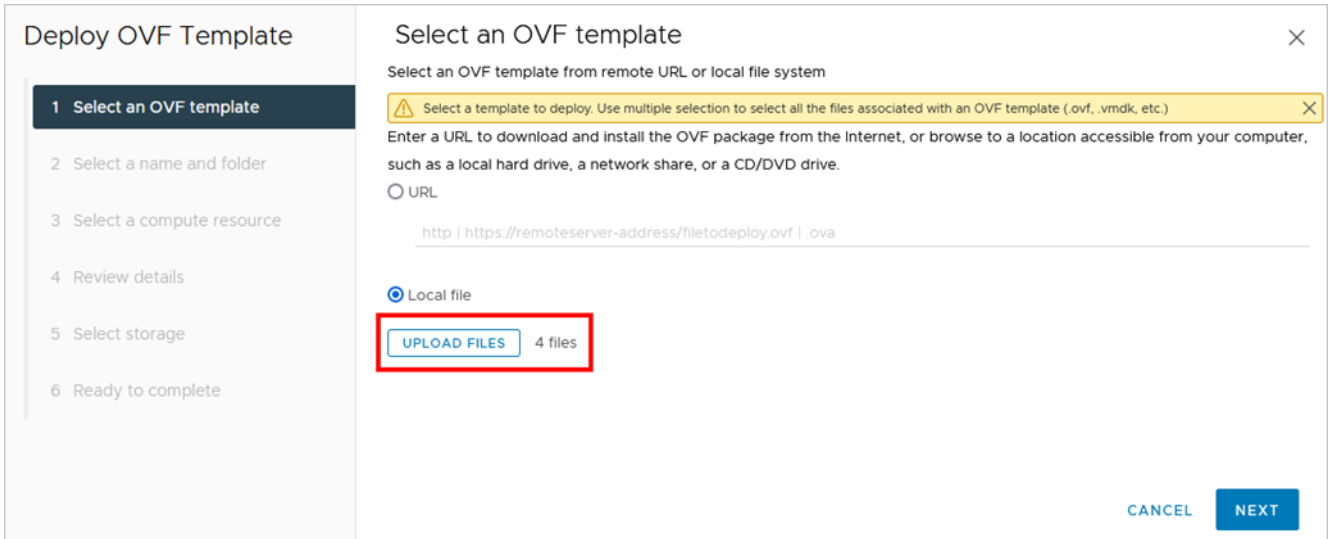 Deploy OVF Template
1 Select an OVF template
2 Select a name and folder
3 Select a compute resource
4 Review details
5 Select storage
6 Ready to complete
Select an OVF template
Select an OVF template from remote URL or local file system
Select a template to deploy. Use multiple selection to select all the files associated with an OVF template (.ovf, .vmdk, etc.)
Enter a URL to download and install the OVF package from the Internet, or browse to a location accessible from your computer,
such as a local hard drive, a network share, or a CD/DVD drive.
URL
http | https://remoteserver-address/filetodeploy.ovf | .ova
Local file
UPLOAD FILES 4 files
CANCEL NEXT